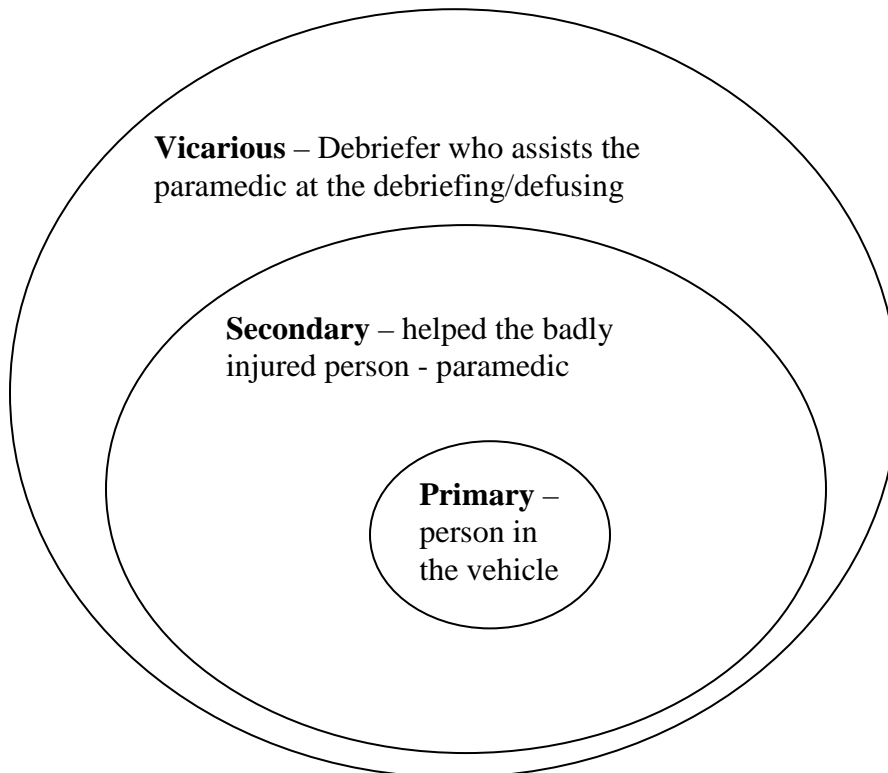 Vicarious – Debriefer who assists the
paramedic at the debriefing/defusing
Secondary – helped the badly
injured person - paramedic
Primary –
person in
the vehicle